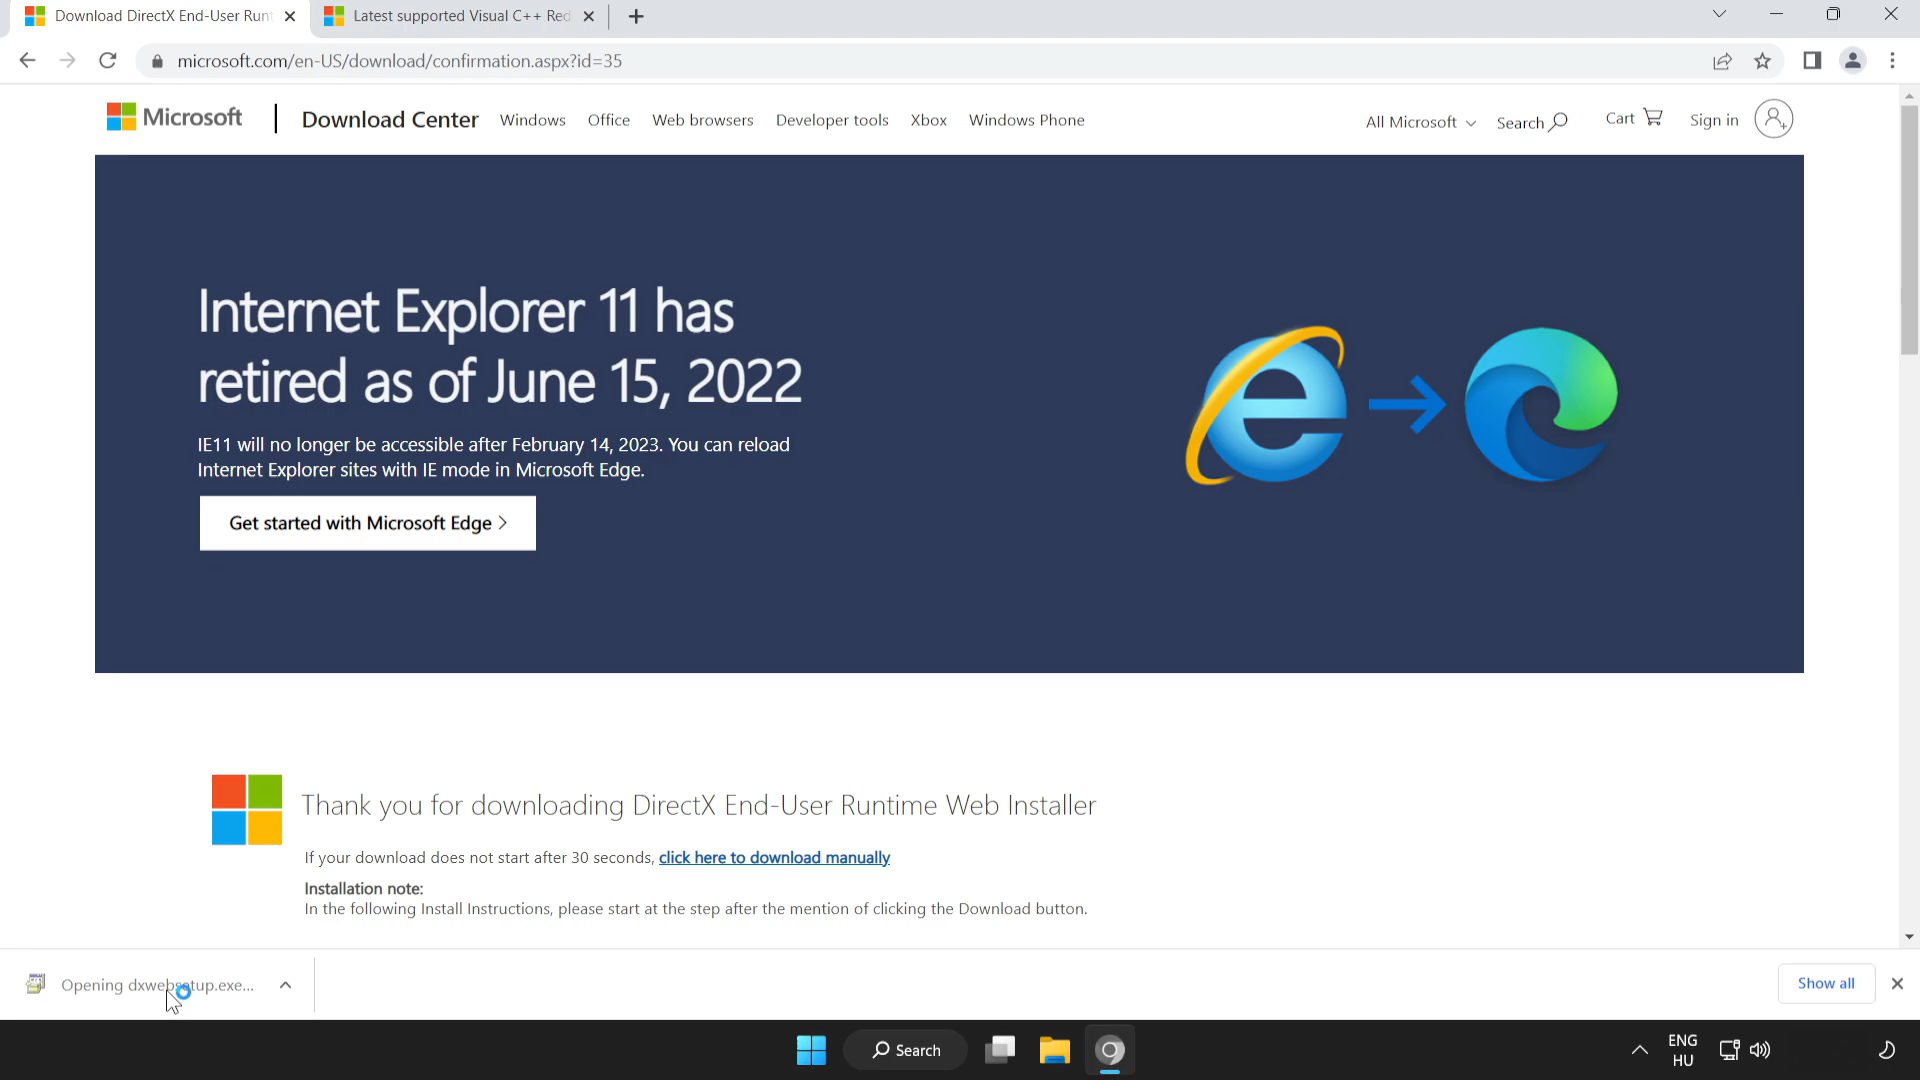 Download DirectX End-User Runt
Latest supported Visual C++ Red
microsoft.com/en-US/download/confirmation.aspx?id=35
Microsoft
Download Center
Windows
Office
Web browsers
Developer tools
Xbox
Windows Phone
All Microsoft
Search
Cart
Sign in
Internet Explorer 11 has
retired as of June 15, 2022
IE11 will no longer be accessible after February 14, 2023. You can reload
Internet Explorer sites with IE mode in Microsoft Edge.
Get started with Microsoft Edge >
Thank you for downloading DirectX End-User Runtime Web Installer
If your download does not start after 30 seconds, click here to download manually
Installation note:
In the following Install Instructions, please start at the step after the mention of clicking the Download button.
Opening dxwebsetup.exe...
Show all
Search
ENG
HU